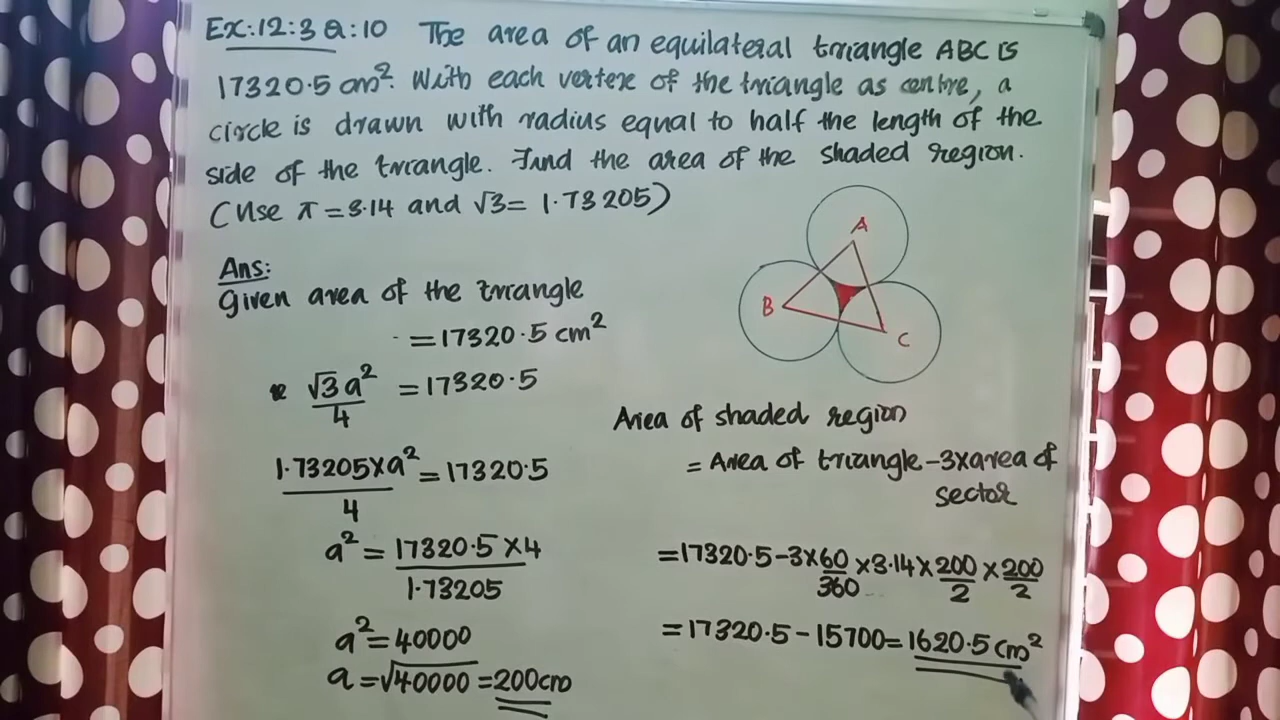 Ex:12:3 Q:10 The area of an equilateral triangle ABC is
17320.5 cm². With each vertex of the triangle as centre, a
circle is drawn with radius equal to half the length of the
side of the triangle. Find the area of the shaded region.
(Use π = 3.14 and √3 = 1.73205)
Ans:
Given area of the triangle
= 17320.5 cm²
√3 a²/4 = 17320.5
1.73205×a²/4 = 17320.5
a² = 17320.5 × 4/1.73205
a² = 40000
a = √40000 = 200cm
A
B
C
Area of shaded region
= Area of triangle - 3×area of
sector
= 17320.5 - 3×60/360 × 3.14 × 200/2 × 200/2
= 17320.5 - 15700 = 1620.5 cm²